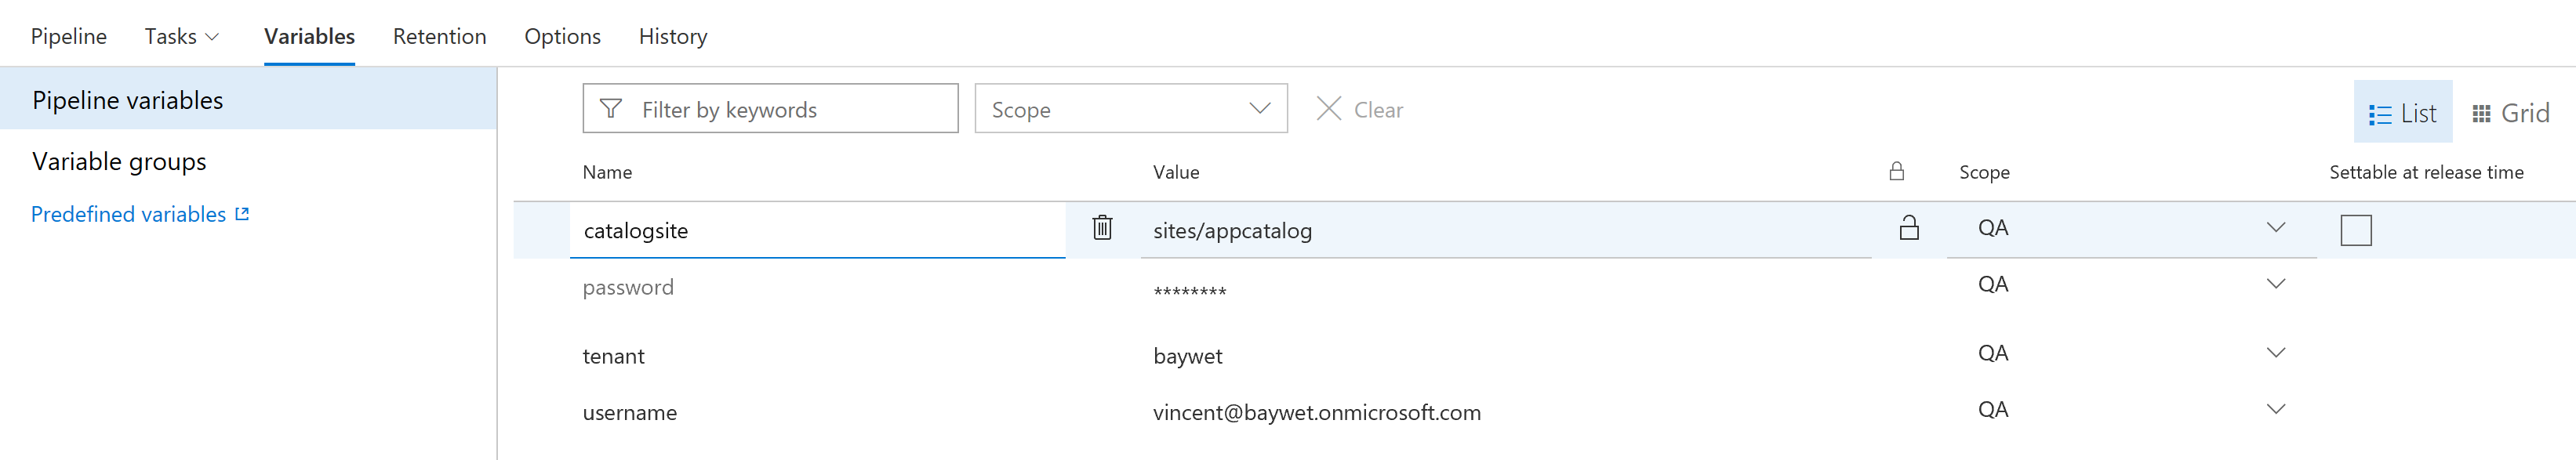 Pipeline Tasks Variables Retention Options History
Pipeline variables
Variable groups
Predefined variables
Filter by keywords Scope Clear List Grid
Name Value Scope Settable at release time
catalogsite sites/appcatalog QA
password ******** QA
tenant baywet QA
username vincent@baywet.onmicrosoft.com QA